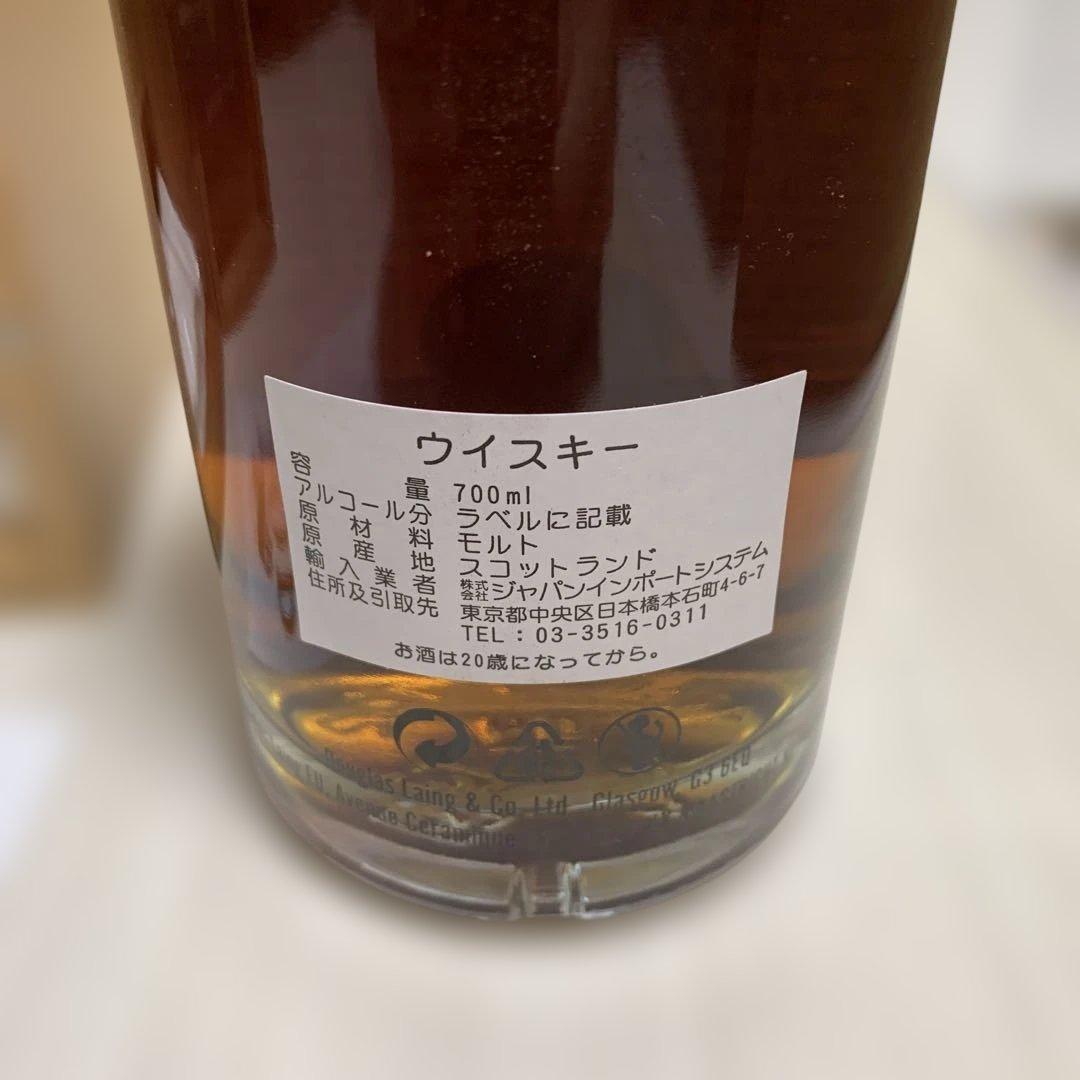 ウイスキー
容量 700ml
アルコール分 ラベルに記載
原材料 モルト
原産地 スコットランド
輸入業者 株式会社ジャパンインポートシステム
住所及引取先 東京都中央区日本橋本石町4-6-7
TEL : 03-3516-0311
お酒は20歳になってから。
Douglas Laing & Co. Ltd. Glasgow G3 6EQ
EU, Avenue